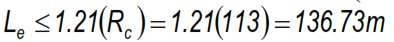 Lₑ ≤ 1.21(R꜀) = 1.21(113) = 136.73m